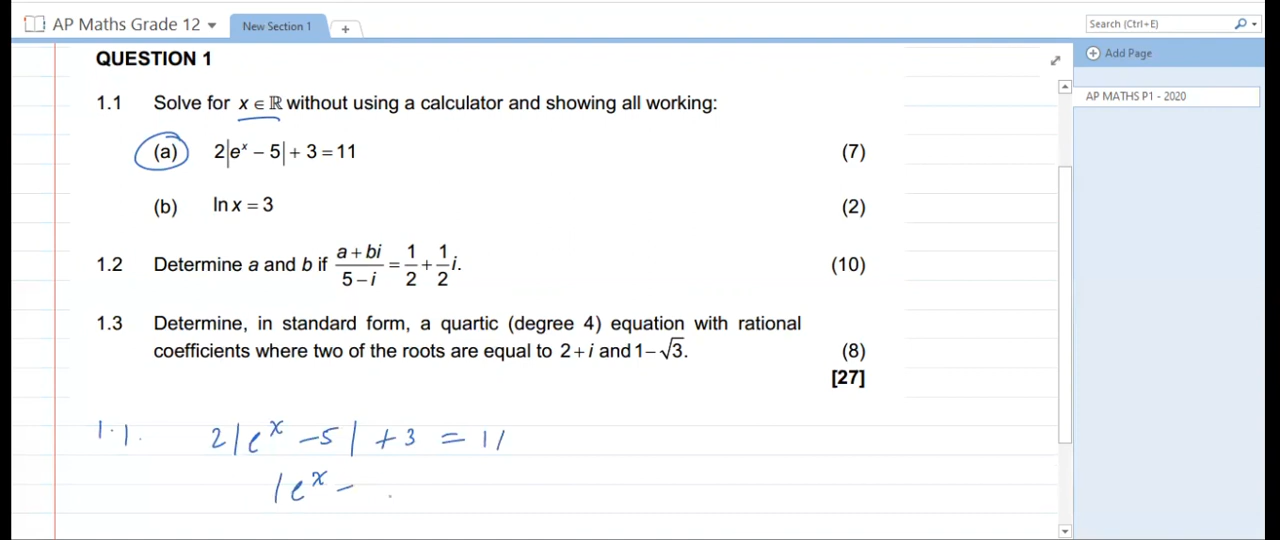 AP Maths Grade 12 New Section 1 + Search (Ctrl+E)
Add Page
AP MATHS P1 - 2020
QUESTION 1
1.1 Solve for x ∈ ℝ without using a calculator and showing all working:
(a) 2|eˣ − 5| + 3 = 11 (7)
(b) ln x = 3 (2)
1.2 Determine a and b if (a + bi)/(5 − i) = 1/2 + 1/2 i. (10)
1.3 Determine, in standard form, a quartic (degree 4) equation with rational
coefficients where two of the roots are equal to 2 + i and 1 − √3. (8)
[27]
1.1. 2|eˣ − 5| + 3 = 11
|eˣ −